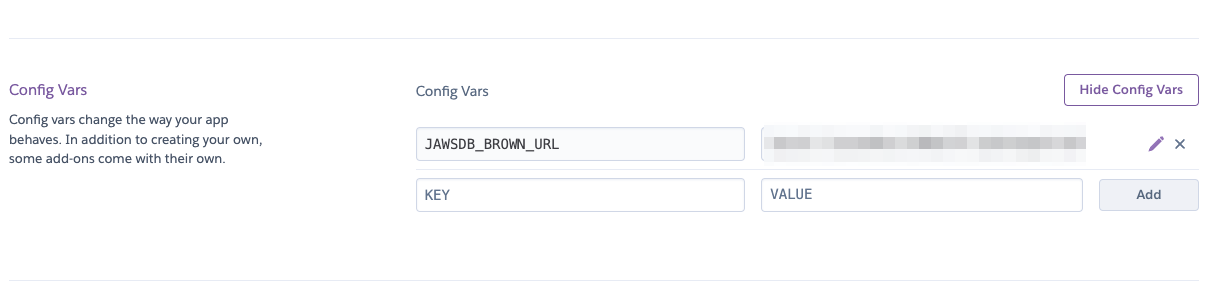 Config Vars
Config vars change the way your app
behaves. In addition to creating your own,
some add-ons come with their own.
Config Vars
Hide Config Vars
JAWSDB_BROWN_URL
KEY
VALUE
Add